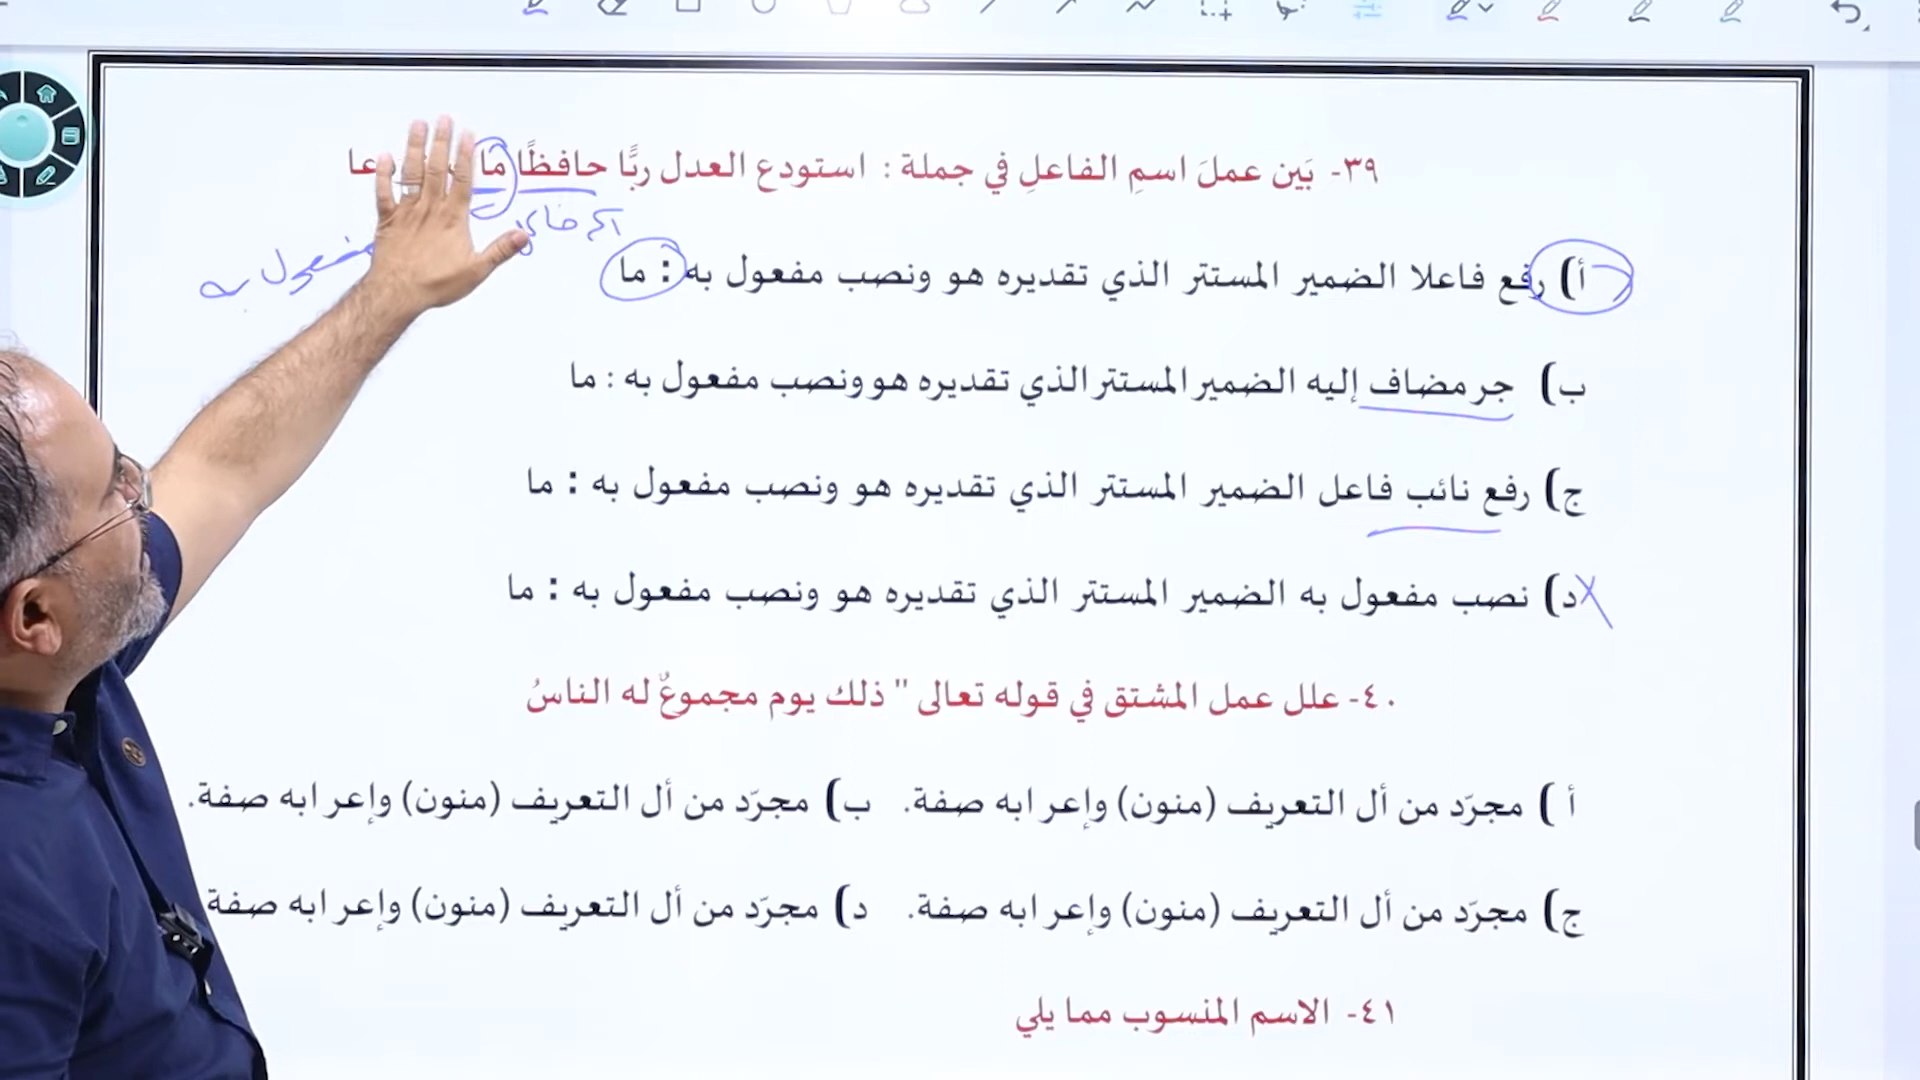 ٣٩- بَين عملَ اسمِ الفاعلِ في جملة : استودع العدل ربًّا حافظًا ما
مفعول به
أ) رفع فاعلا الضمير المستتر الذي تقديره هو ونصب مفعول به : ما
ب) جر مضاف إليه الضمير المستتر الذي تقديره هو ونصب مفعول به : ما
ج) رفع نائب فاعل الضمير المستتر الذي تقديره هو ونصب مفعول به : ما
د) نصب مفعول به الضمير المستتر الذي تقديره هو ونصب مفعول به : ما
٤٠- علل عمل المشتق في قوله تعالى " ذلك يوم مجموعٌ له الناسُ
أ ) مجرّد من أل التعريف (منون) وإعرابه صفة. ب) مجرّد من أل التعريف (منون) وإعرابه صفة.
ج) مجرّد من أل التعريف (منون) وإعرابه صفة. د) مجرّد من أل التعريف (منون) وإعرابه صفة
٤١- الاسم المنسوب مما يلي